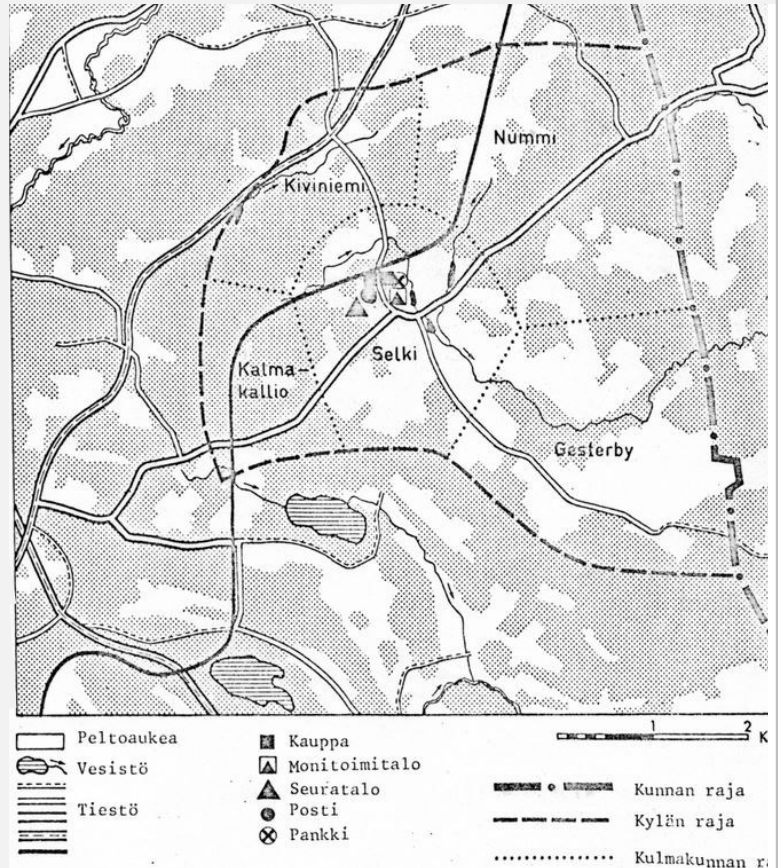 Nummi
Kiviniemi
Kalma-
kallio
Selki
Gesterby
Peltoaukea
Vesistö
Tiestö
Kauppa
Monitoimitalo
Seuratalo
Posti
Pankki
1
2
K
Kunnan raja
Kylän raja
Kulmakunnan